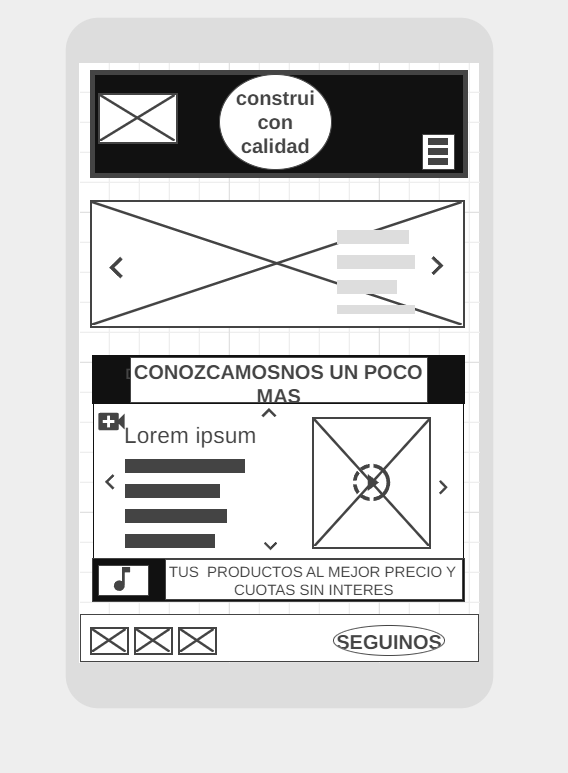 construi
con
calidad
CONOZCAMOSNOS UN POCO
MAS
Lorem ipsum
TUS PRODUCTOS AL MEJOR PRECIO Y
CUOTAS SIN INTERES
SEGUINOS